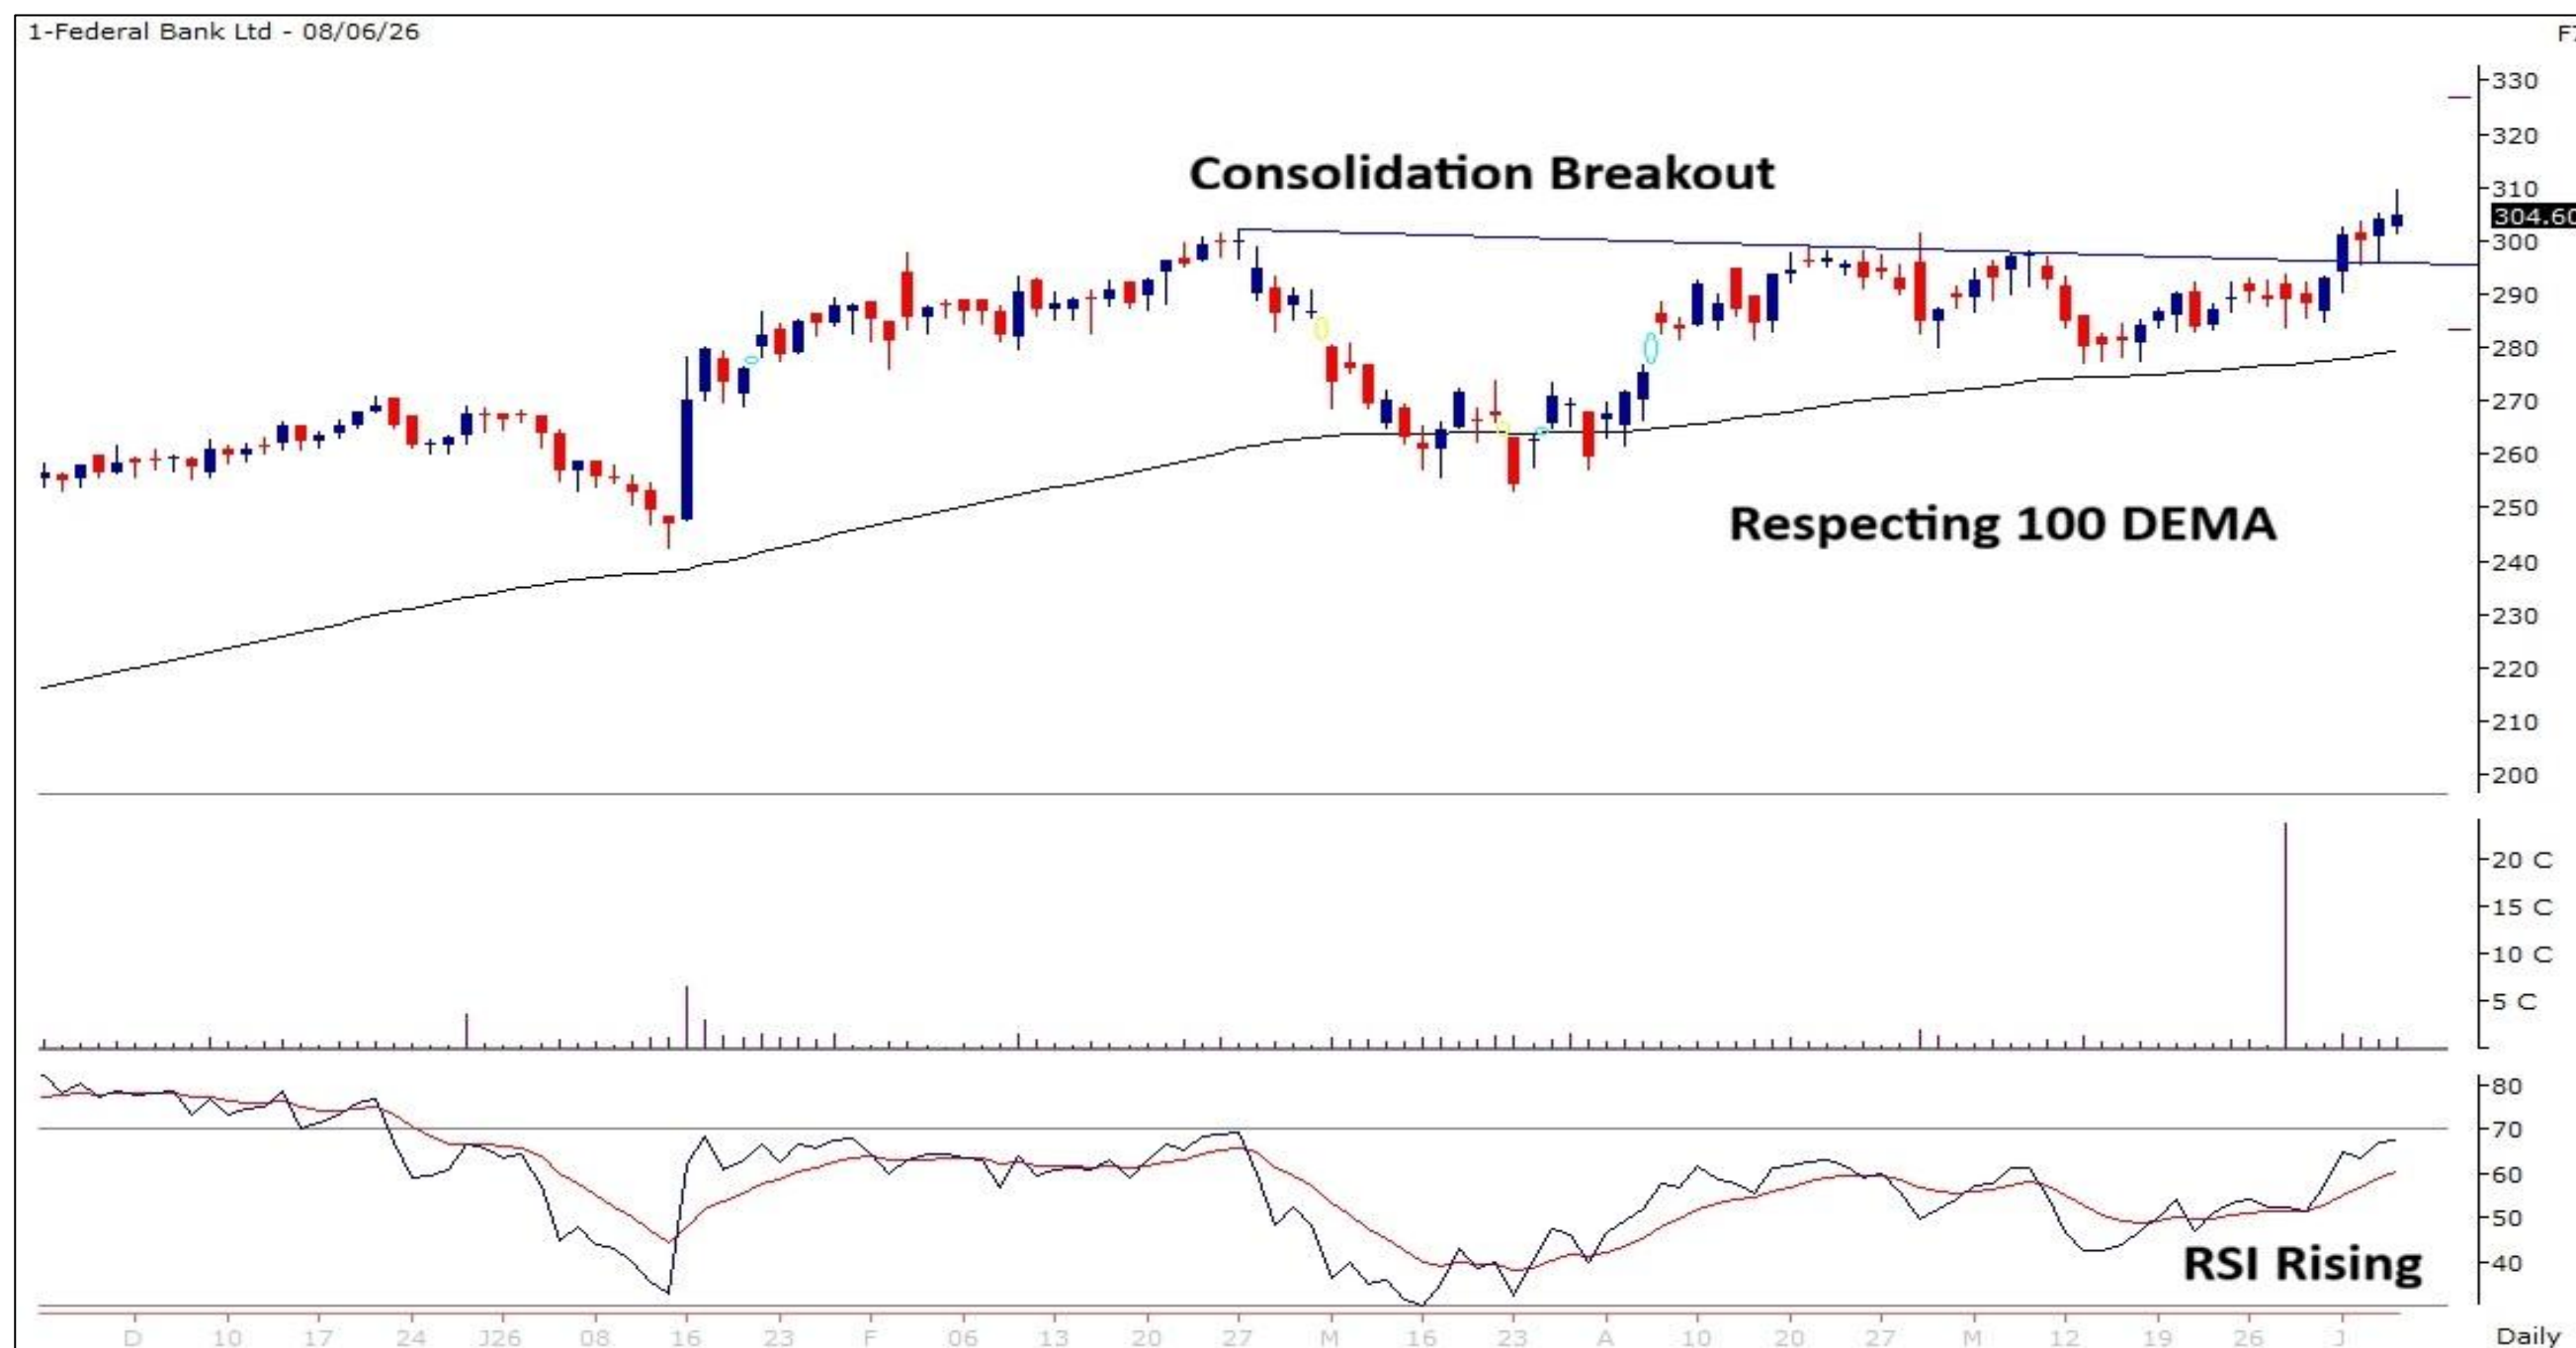 1-Federal Bank Ltd - 08/06/26
330
320
Consolidation Breakout
310
304.60
300
290
280
270
260
250
Respecting 100 DEMA
240
230
220
210
200
20 C
15 C
10 C
5 C
80
70
60
50
RSI Rising
40
D 10 17 24 J26 08 16 23 F 06 13 20 27 M 16 23 A 10 20 27 M 12 19 26 J Daily